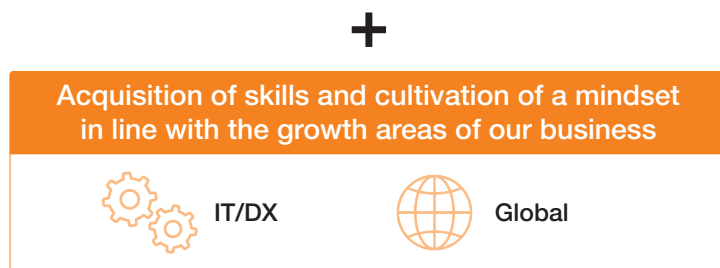 +
Acquisition of skills and cultivation of a mindset
in line with the growth areas of our business
IT/DX
Global